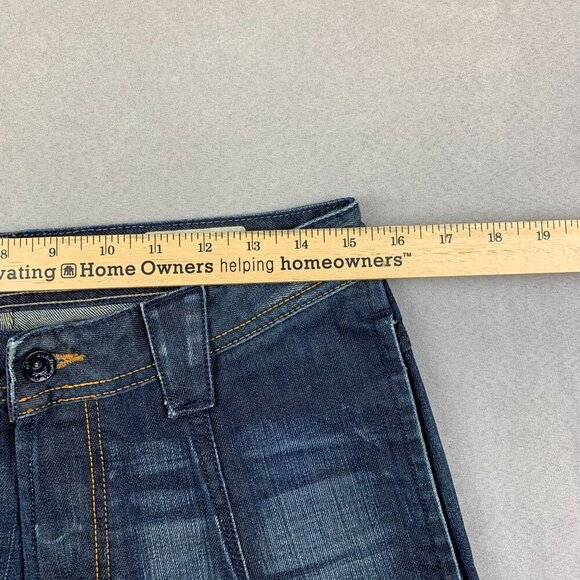 8 9 10 11 12 13 14 15 16 17 18 19
vating Home Owners helping homeowners™